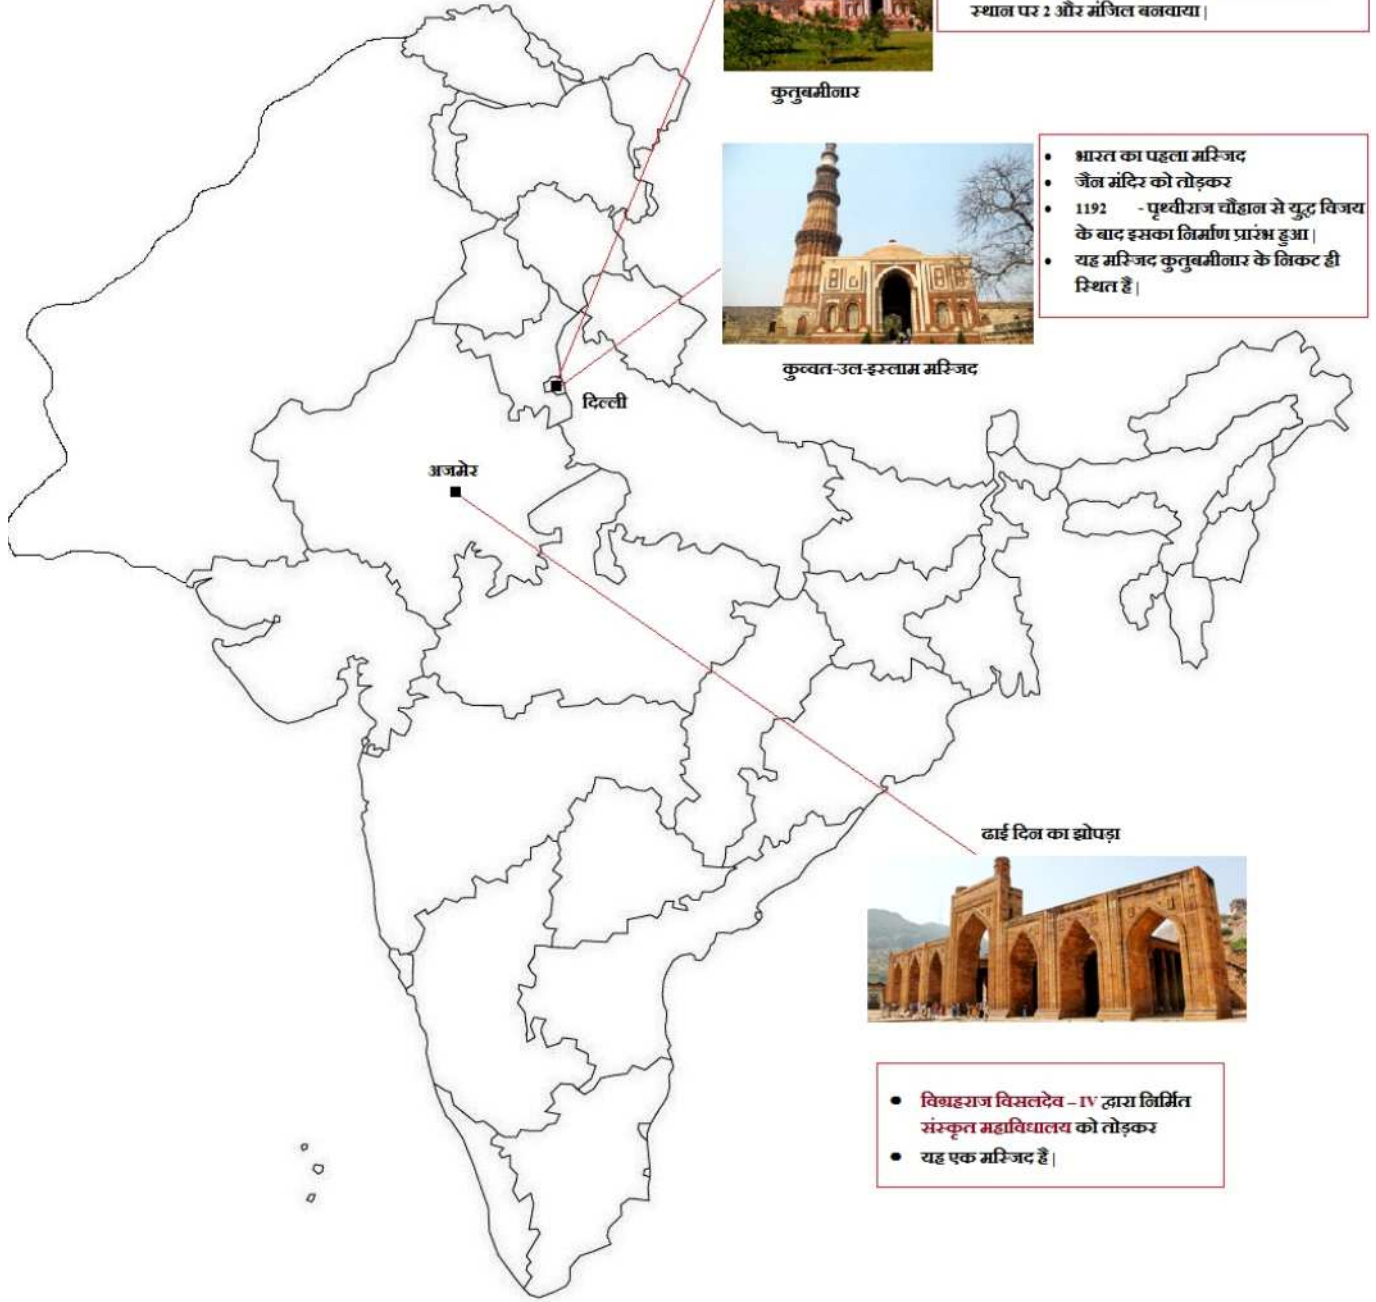 स्थान पर 2 और मंजिल बनवाया |
कुतुबमीनार
• भारत का पहला मस्जिद
• जैन मंदिर को तोड़कर
• 1192 - पृथ्वीराज चौहान से युद्ध विजय
के बाद इसका निर्माण प्रारंभ हुआ |
• यह मस्जिद कुतुबमीनार के निकट ही
स्थित है |
कुव्वत-उल-इस्लाम मस्जिद
दिल्ली
अजमेर
ढाई दिन का झोपड़ा
• विग्रहराज विसलदेव – IV द्वारा निर्मित
संस्कृत महाविधालय को तोड़कर
• यह एक मस्जिद है |